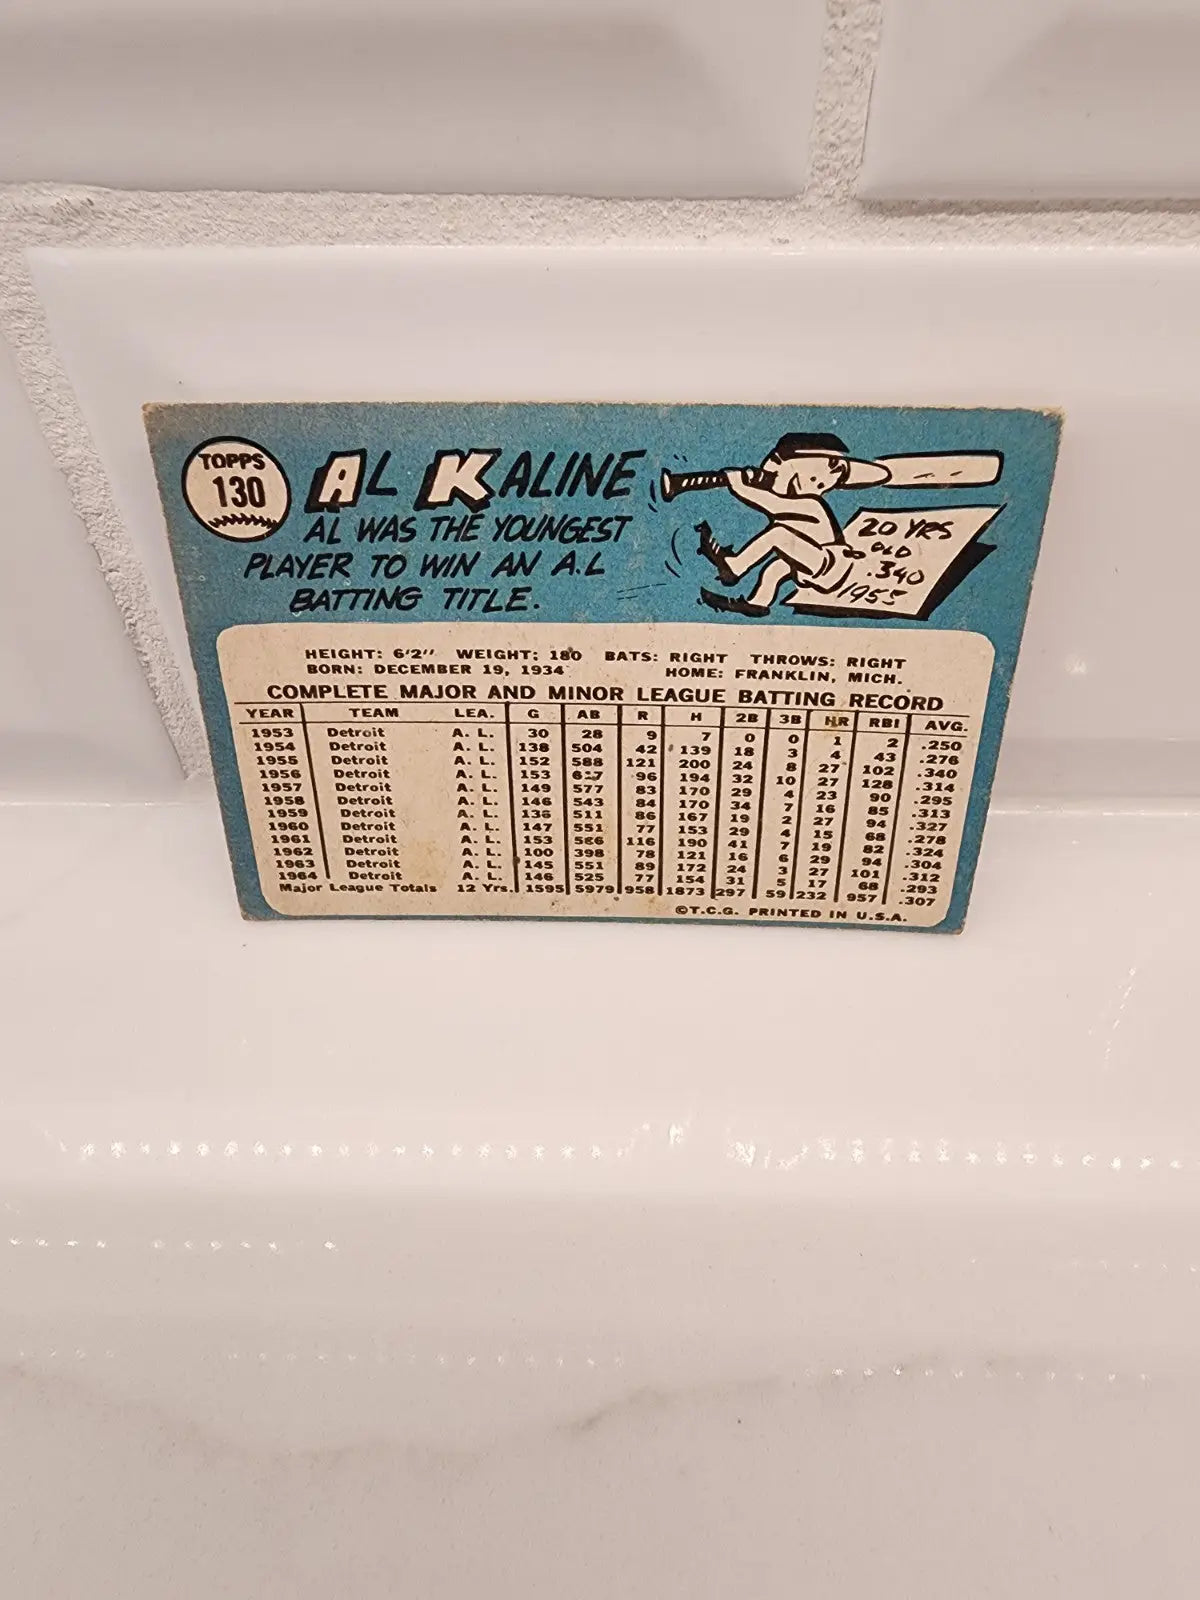 TOPPS
130
AL KALINE
AL WAS THE YOUNGEST
PLAYER TO WIN AN A.L
BATTING TITLE.
20 YRS
OLD
.340
1955
HEIGHT: 6'2" WEIGHT: 180 BATS: RIGHT THROWS: RIGHT
BORN: DECEMBER 19, 1934 HOME: FRANKLIN, MICH.
COMPLETE MAJOR AND MINOR LEAGUE BATTING RECORD
YEAR TEAM LEA. G AB R H 2B 3B HR RBI AVG.
1953 Detroit A. L. 30 28 9 7 0 0 1 2 .250
1954 Detroit A. L. 138 504 42 139 18 3 4 43 .276
1955 Detroit A. L. 152 588 121 200 24 8 27 102 .340
1956 Detroit A. L. 153 617 96 194 32 10 27 128 .314
1957 Detroit A. L. 149 577 83 170 29 4 23 90 .295
1958 Detroit A. L. 146 543 84 170 34 7 16 85 .313
1959 Detroit A. L. 136 511 86 167 19 2 27 94 .327
1960 Detroit A. L. 147 551 77 153 29 4 15 68 .278
1961 Detroit A. L. 153 586 116 190 41 7 19 82 .324
1962 Detroit A. L. 100 398 78 121 16 6 29 94 .304
1963 Detroit A. L. 145 551 89 172 24 3 27 101 .312
1964 Detroit A. L. 146 525 77 154 31 5 17 68 .293
Major League Totals 12 Yrs. 1595 5979 958 1873 297 59 232 957 .307
©T.C.G. PRINTED IN U.S.A.